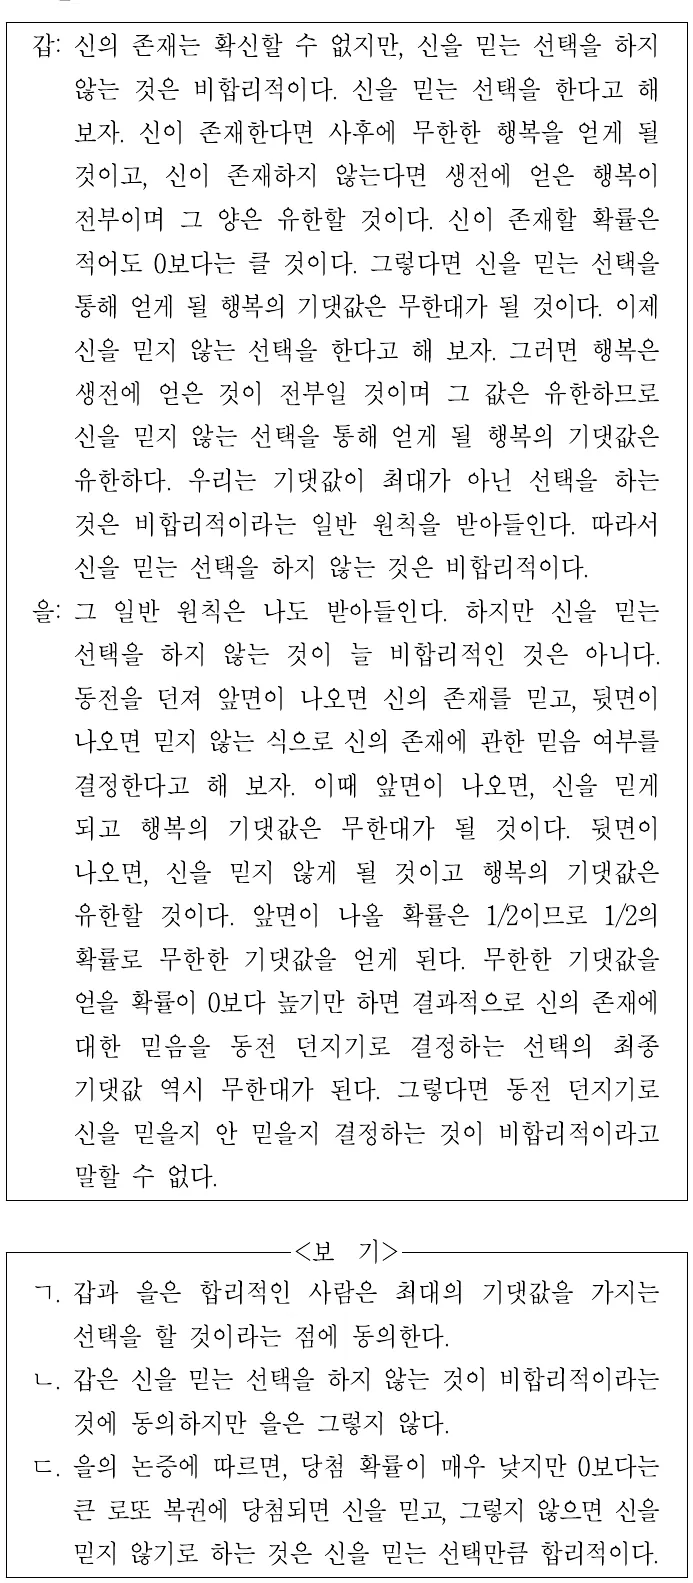 갑: 신의 존재는 확신할 수 없지만, 신을 믿는 선택을 하지
않는 것은 비합리적이다. 신을 믿는 선택을 한다고 해
보자. 신이 존재한다면 사후에 무한한 행복을 얻게 될
것이고, 신이 존재하지 않는다면 생전에 얻은 행복이
전부이며 그 양은 유한할 것이다. 신이 존재할 확률은
적어도 0보다는 클 것이다. 그렇다면 신을 믿는 선택을
통해 얻게 될 행복의 기댓값은 무한대가 될 것이다. 이제
신을 믿지 않는 선택을 한다고 해 보자. 그러면 행복은
생전에 얻은 것이 전부일 것이며 그 값은 유한하므로
신을 믿지 않는 선택을 통해 얻게 될 행복의 기댓값은
유한하다. 우리는 기댓값이 최대가 아닌 선택을 하는
것은 비합리적이라는 일반 원칙을 받아들인다. 따라서
신을 믿는 선택을 하지 않는 것은 비합리적이다.
을: 그 일반 원칙은 나도 받아들인다. 하지만 신을 믿는
선택을 하지 않는 것이 늘 비합리적인 것은 아니다.
동전을 던져 앞면이 나오면 신의 존재를 믿고, 뒷면이
나오면 믿지 않는 식으로 신의 존재에 관한 믿음 여부를
결정한다고 해 보자. 이때 앞면이 나오면, 신을 믿게
되고 행복의 기댓값은 무한대가 될 것이다. 뒷면이
나오면, 신을 믿지 않게 될 것이고 행복의 기댓값은
유한할 것이다. 앞면이 나올 확률은 1/2이므로 1/2의
확률로 무한한 기댓값을 얻게 된다. 무한한 기댓값을
얻을 확률이 0보다 높기만 하면 결과적으로 신의 존재에
대한 믿음을 동전 던지기로 결정하는 선택의 최종
기댓값 역시 무한대가 된다. 그렇다면 동전 던지기로
신을 믿을지 안 믿을지 결정하는 것이 비합리적이라고
말할 수 없다.
<보 기>
ㄱ. 갑과 을은 합리적인 사람은 최대의 기댓값을 가지는
선택을 할 것이라는 점에 동의한다.
ㄴ. 갑은 신을 믿는 선택을 하지 않는 것이 비합리적이라는
것에 동의하지만 을은 그렇지 않다.
ㄷ. 을의 논증에 따르면, 당첨 확률이 매우 낮지만 0보다는
큰 로또 복권에 당첨되면 신을 믿고, 그렇지 않으면 신을
믿지 않기로 하는 것은 신을 믿는 선택만큼 합리적이다.